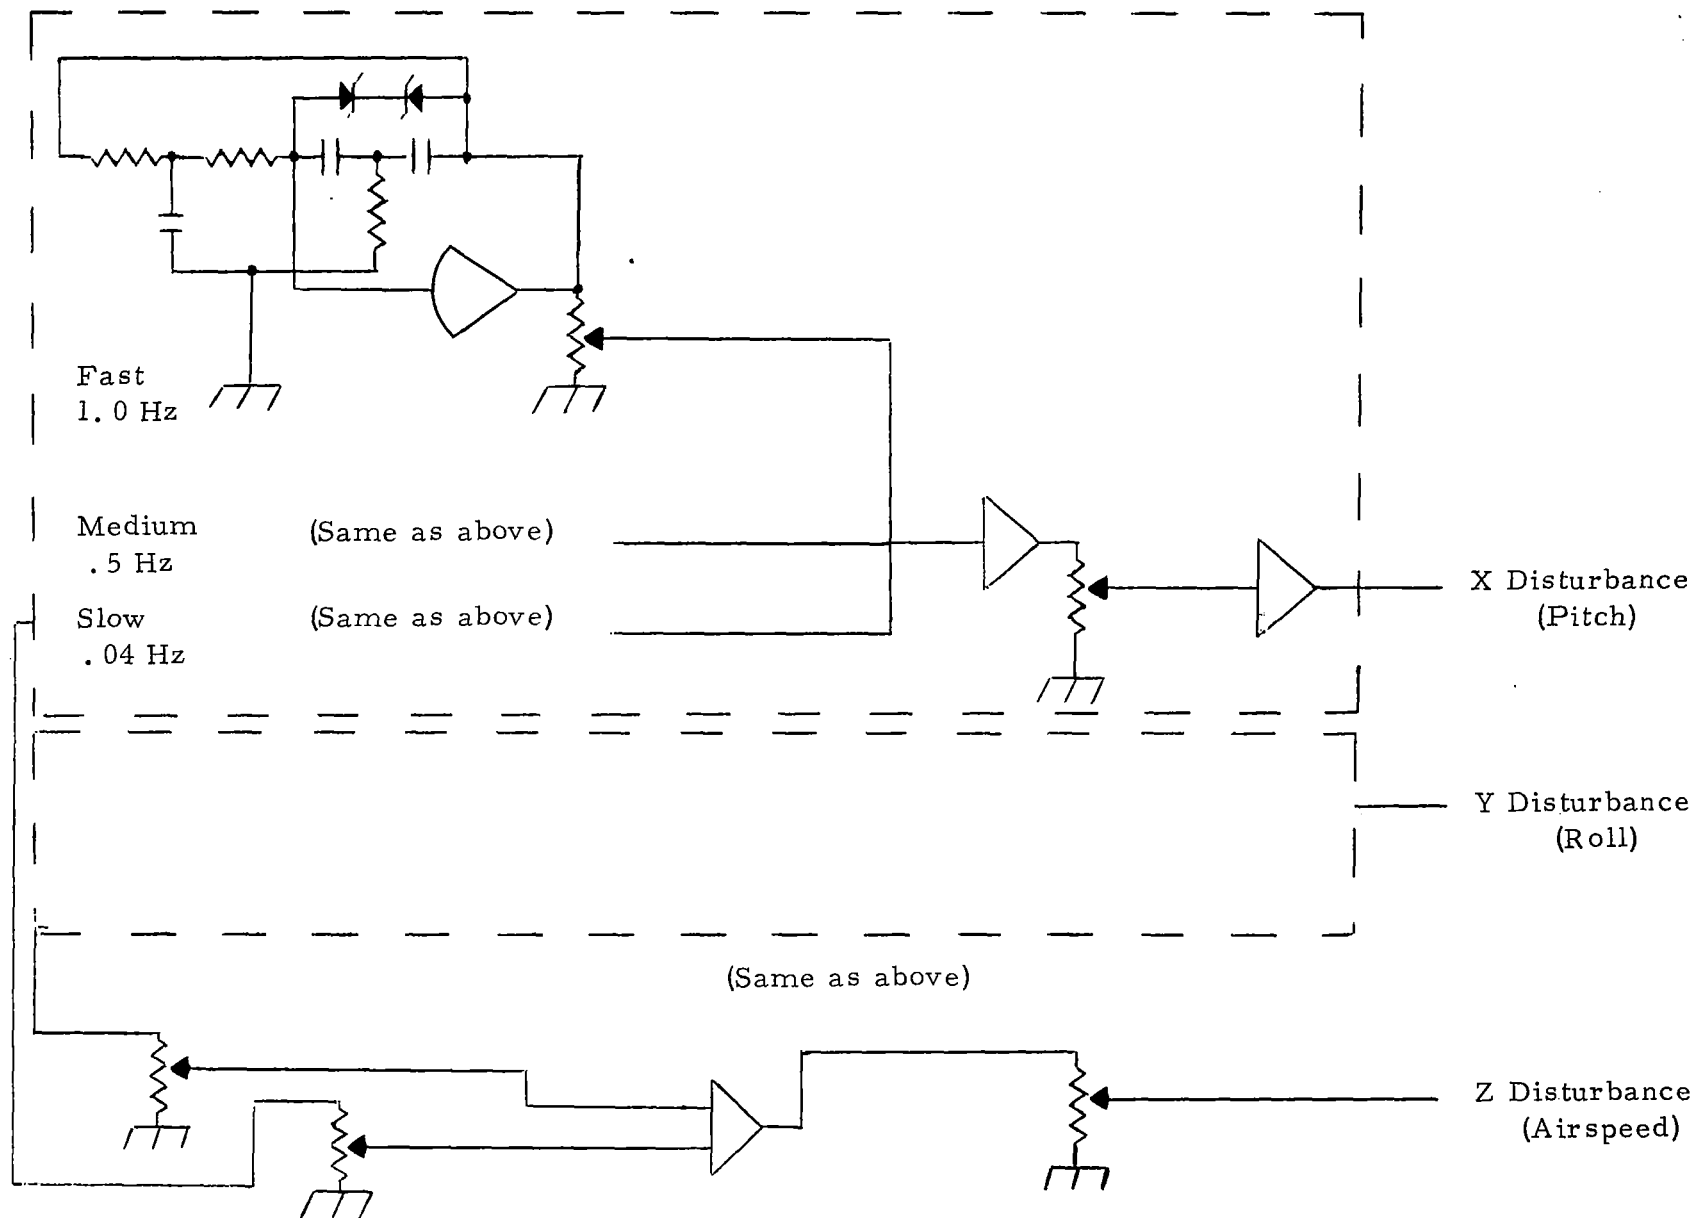 Fast
1.0 Hz
Medium (Same as above)
.5 Hz
Slow (Same as above)
.04 Hz
X Disturbance
(Pitch)
Y Disturbance
(Roll)
(Same as above)
Z Disturbance
(Airspeed)